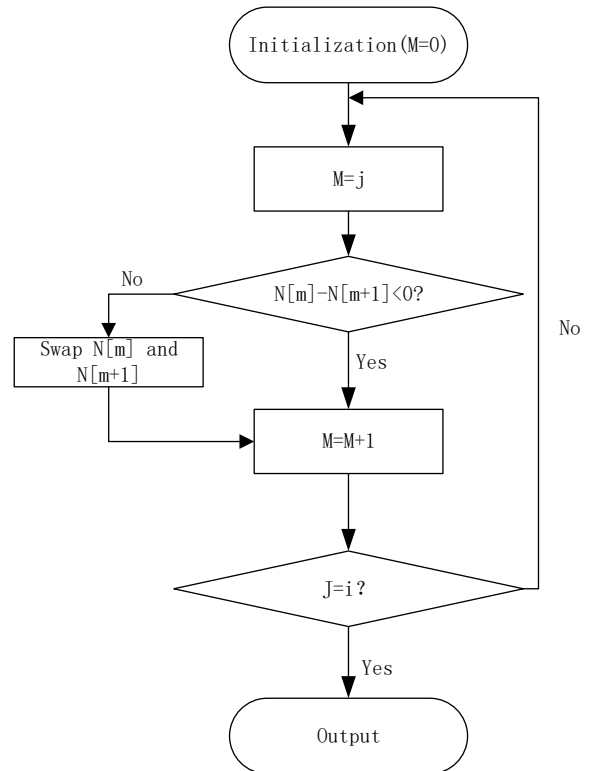 Initialization(M=0)
M=j
N[m]-N[m+1]<0?
No
No
Swap N[m] and
N[m+1]
Yes
M=M+1
J=i?
Yes
Output